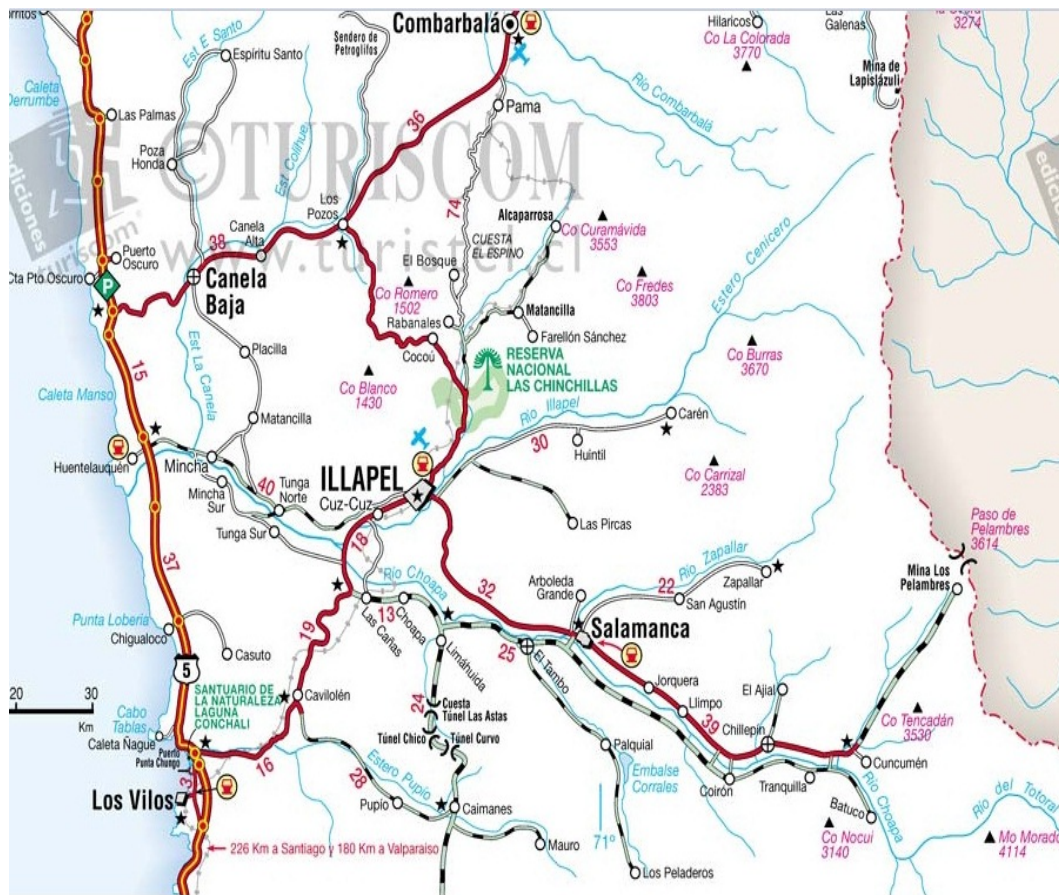 Combarbalá
Hilaricos
Co La Colorada
3770
Las
Galenas
3274
Mina de
Lapislázuli
Est E Santo
Espíritu Santo
Sendero de
Petroglifos
Caleta
Derrumbe
Las Palmas
Poza
Honda
Est Colihue
36
Pama
Río Combarbalá
©TURISCOM
www.turistel.cl
ediciones
turiscom
Los
Pozos
74
Alcaparrosa
Co Curamávida
3553
CUESTA
EL ESPINO
Canela
Alta
38
Puerto
Oscuro
Cta Pto Oscuro
P
Canela
Baja
El Bosque
Co Romero
1502
Co Fredes
3803
Estero Cenicero
Matancilla
Rabanales
Farellón Sánchez
Cocoú
Placilla
Est La Canela
15
Co Blanco
1430
RESERVA
NACIONAL
LAS CHINCHILLAS
Co Burras
3670
Caleta Manso
Matancilla
Río Illapel
Carén
30
Huintil
Huentelauquén
Mincha
ILLAPEL
Co Carrizal
2383
40
Mincha
Sur
Tunga
Norte
Cuz-Cuz
Las Pircas
Tunga Sur
18
Paso de
Pelambres
3614
37
Río Choapa
32
Río Zapallar
Mina Los
Pelambres
Arboleda
Grande
22
Zapallar
San Agustín
Punta Lobería
Chigualoco
19
13
Las Cañas
Choapa
Limáhuida
25
El Tambo
Salamanca
Casuto
5
20
30
Km
SANTUARIO DE
LA NATURALEZA
LAGUNA
CONCHALI
Cavilolén
24
Cuesta
Túnel Las Astas
Túnel Chico
Túnel Curvo
Jorquera
Llimpo
El Ajial
39
Chillepín
Co Tencadán
3530
Cabo
Tablas
Caleta Ñague
Puerto
Punta Chungo
16
Palquial
Cuncumén
Embalse
Corrales
Coirón
Tranquilla
28
Estero Pupío
Pupío
Caimanes
3
Los Vilos
71º
Batuco
Río Choapa
Río del Totoral
Mauro
Co Nocui
3140
Mo Morado
4114
226 Km a Santiago y 180 Km a Valparaíso
Los Peladeros